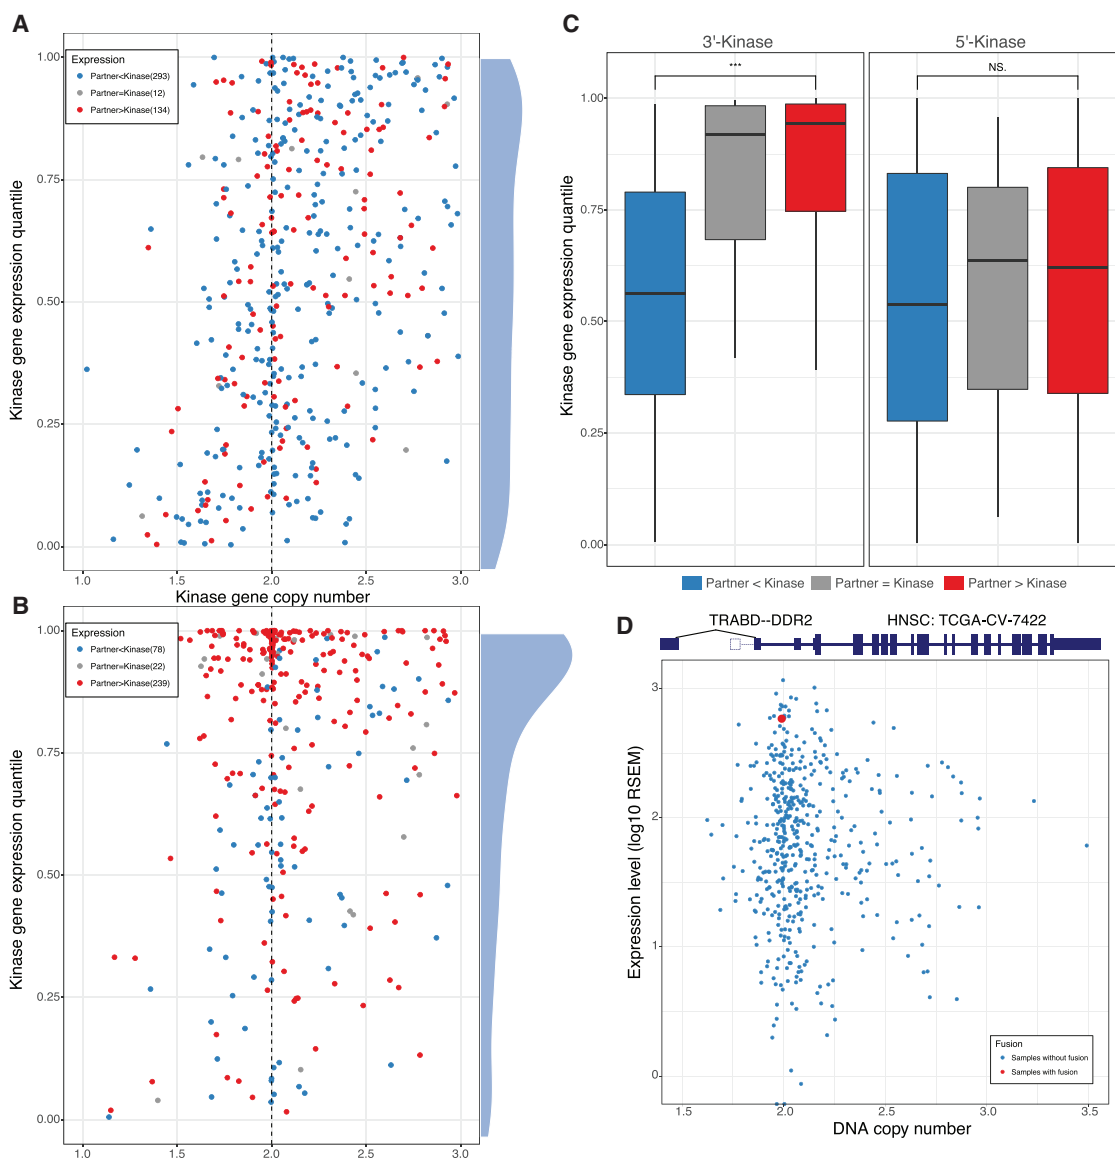 A
Expression
Partner<Kinase(293)
Partner=Kinase(12)
Partner>Kinase(134)
1.00
0.75
0.50
0.25
0.00
Kinase gene expression quantile
1.0 1.5 2.0 2.5 3.0
Kinase gene copy number
B
Expression
Partner<Kinase(78)
Partner=Kinase(22)
Partner>Kinase(239)
1.00
0.75
0.50
0.25
0.00
Kinase gene expression quantile
1.0 1.5 2.0 2.5 3.0
C
3'-Kinase 5'-Kinase
*** NS.
1.00
0.75
0.50
0.25
0.00
Kinase gene expression quantile
Partner < Kinase Partner = Kinase Partner > Kinase
D
TRABD--DDR2 HNSC: TCGA-CV-7422
3
2
1
0
Expression level (log10 RSEM)
Fusion
Samples without fusion
Samples with fusion
1.5 2.0 2.5 3.0 3.5
DNA copy number